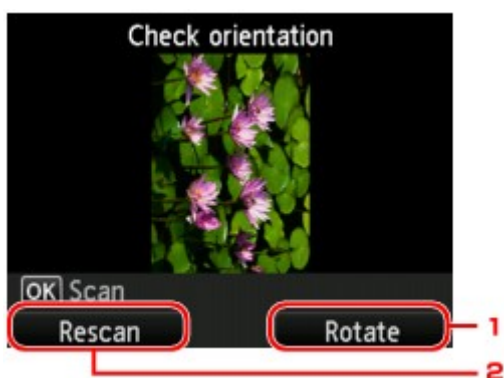 Check orientation
OK Scan
Rescan
Rotate
1
2